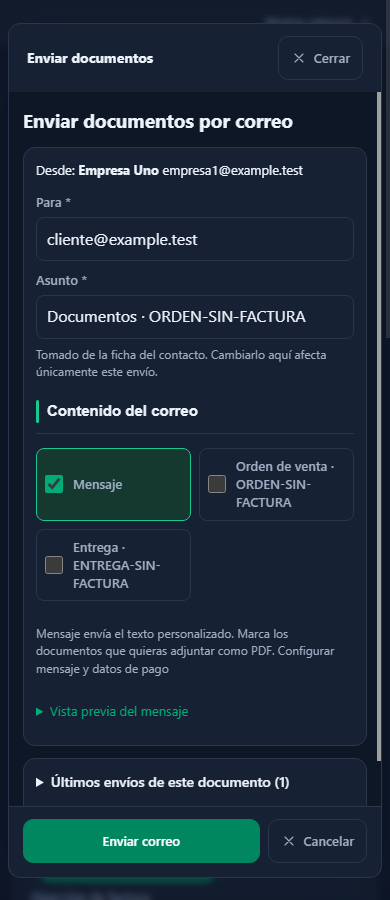 Enviar documentos
Cerrar
Enviar documentos por correo
Desde: Empresa Uno empresa1@example.test
Para *
cliente@example.test
Asunto *
Documentos · ORDEN-SIN-FACTURA
Tomado de la ficha del contacto. Cambiarlo aquí afecta
únicamente este envío.
Contenido del correo
Mensaje
Orden de venta ·
ORDEN-SIN-
FACTURA
Entrega ·
ENTREGA-SIN-
FACTURA
Mensaje envía el texto personalizado. Marca los
documentos que quieras adjuntar como PDF. Configurar
mensaje y datos de pago
Vista previa del mensaje
Últimos envíos de este documento (1)
Enviar correo
Cancelar